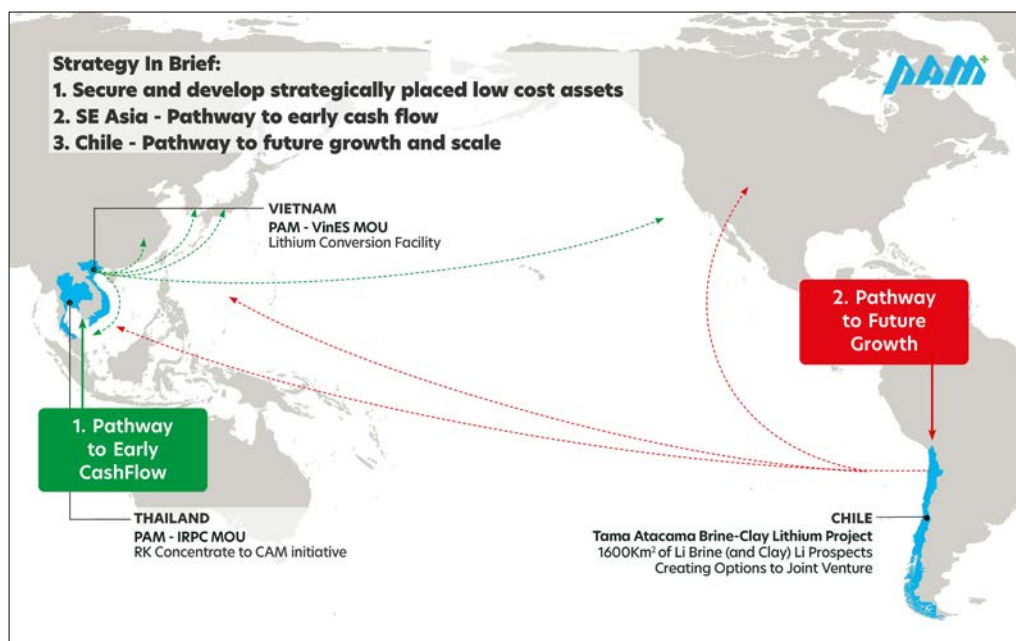 Strategy In Brief:
1. Secure and develop strategically placed low cost assets
2. SE Asia - Pathway to early cash flow
3. Chile - Pathway to future growth and scale
PAM+
VIETNAM
PAM - VinES MOU
Lithium Conversion Facility
2. Pathway
to Future
Growth
1. Pathway
to Early
CashFlow
THAILAND
PAM - IRPC MOU
RK Concentrate to CAM initiative
CHILE
Tama Atacama Brine-Clay Lithium Project
1600Km² of Li Brine (and Clay) Li Prospects
Creating Options to Joint Venture